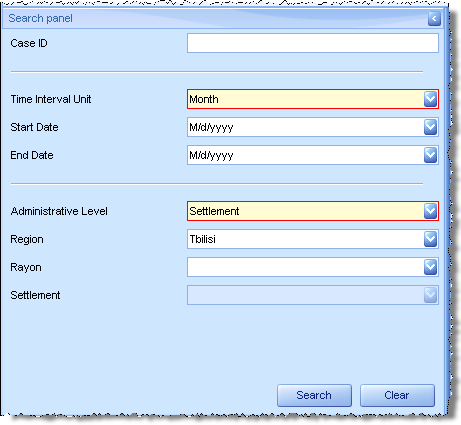 Search panel
Case ID
Time Interval Unit Month
Start Date M/d/yyyy
End Date M/d/yyyy
Administrative Level Settlement
Region Tbilisi
Rayon
Settlement
Search Clear